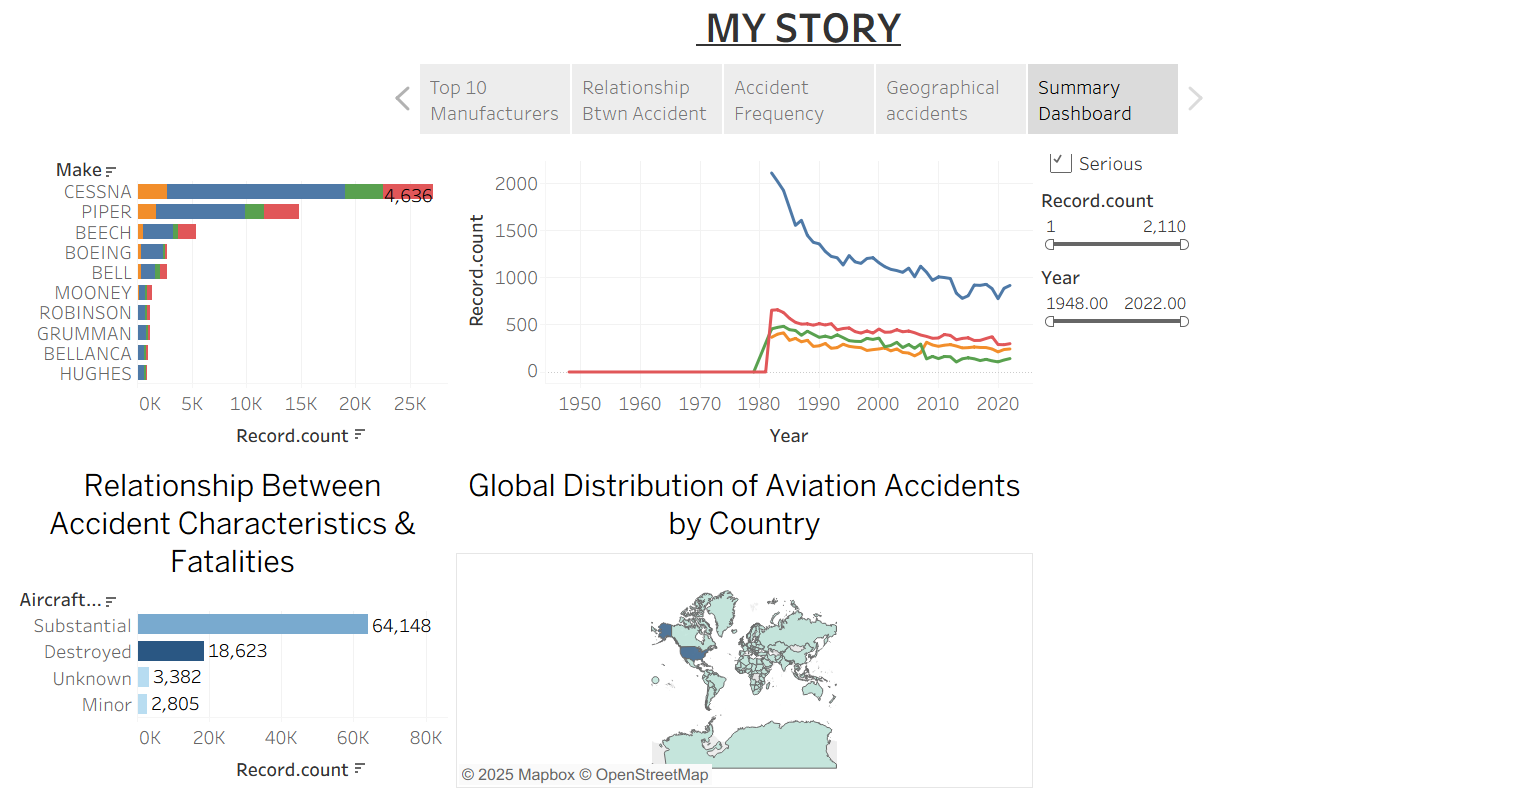 MY STORY
Top 10
Manufacturers
Relationship
Btwn Accident
Accident
Frequency
Geographical
accidents
Summary
Dashboard
Make
CESSNA
4,636
PIPER
BEECH
BOEING
BELL
MOONEY
ROBINSON
GRUMMAN
BELLANCA
HUGHES
0K 5K 10K 15K 20K 25K
Record.count
Record.count
2000
1500
1000
500
0
1950 1960 1970 1980 1990 2000 2010 2020
Year
Serious
Record.count
1 2,110
Year
1948.00 2022.00
Relationship Between
Accident Characteristics &
Fatalities
Aircraft...
Substantial 64,148
Destroyed 18,623
Unknown 3,382
Minor 2,805
0K 20K 40K 60K 80K
Record.count
Global Distribution of Aviation Accidents
by Country
© 2025 Mapbox © OpenStreetMap